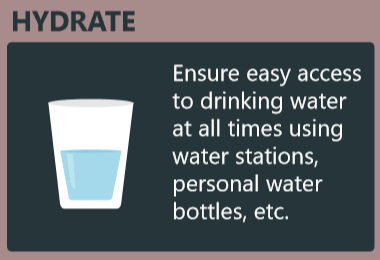 HYDRATE
Ensure easy access
to drinking water
at all times using
water stations,
personal water
bottles, etc.